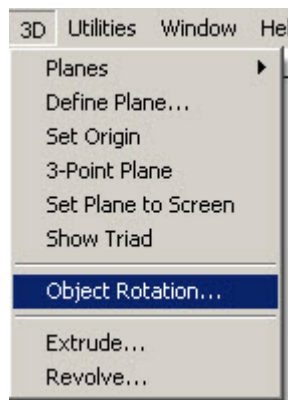 3D Utilities Window He
Planes
Define Plane...
Set Origin
3-Point Plane
Set Plane to Screen
Show Triad
Object Rotation...
Extrude...
Revolve...